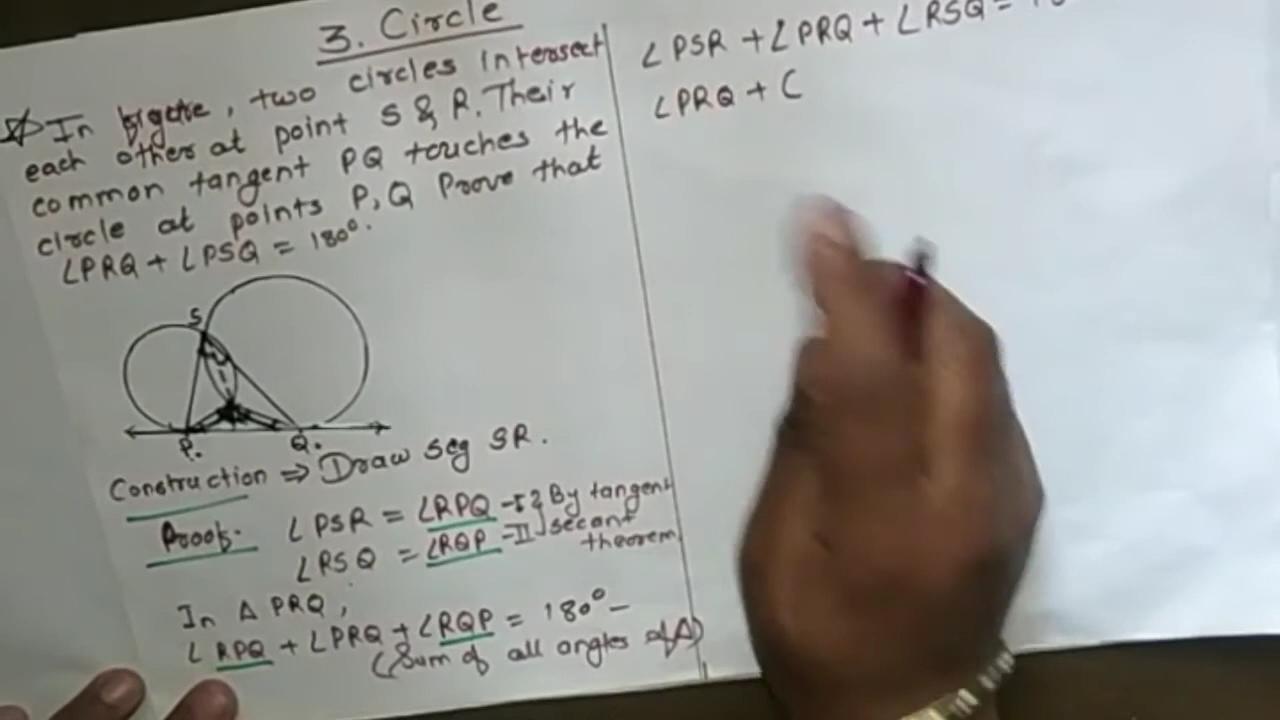 3. Circle
In figure, two circles intersect
each other at point S & R. Their
common tangent PQ touches the
circle at points P, Q Prove that
∠PRQ + ∠PSQ = 180°.
S
P.
Q.
Construction ⇒ Draw seg SR.
Proof:- ∠PSR = ∠RPQ -I } By tangent
∠RSQ = ∠RQP -II secant
theorem
In Δ PRQ,
∠RPQ + ∠PRQ + ∠RQP = 180° -
(Sum of all angles of Δ)
∠PSR + ∠PRQ + ∠RSQ =
∠PRQ + C